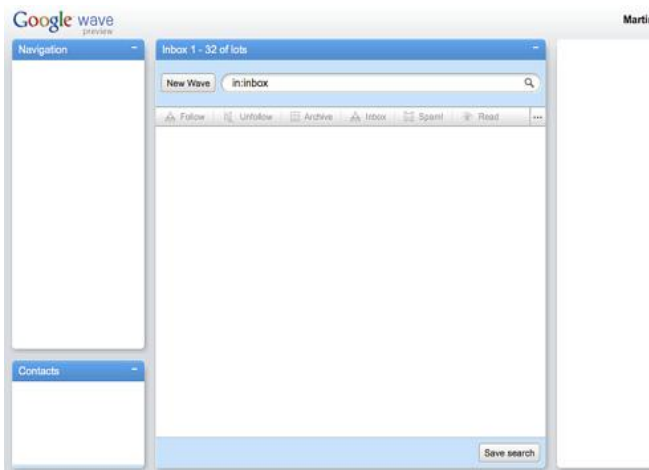 Google wave
preview
Marti
Navigation
Inbox 1 - 32 of lots
New Wave
in:inbox
Follow Unfollow Archive Inbox Spam! Read ...
Contacts
Save search